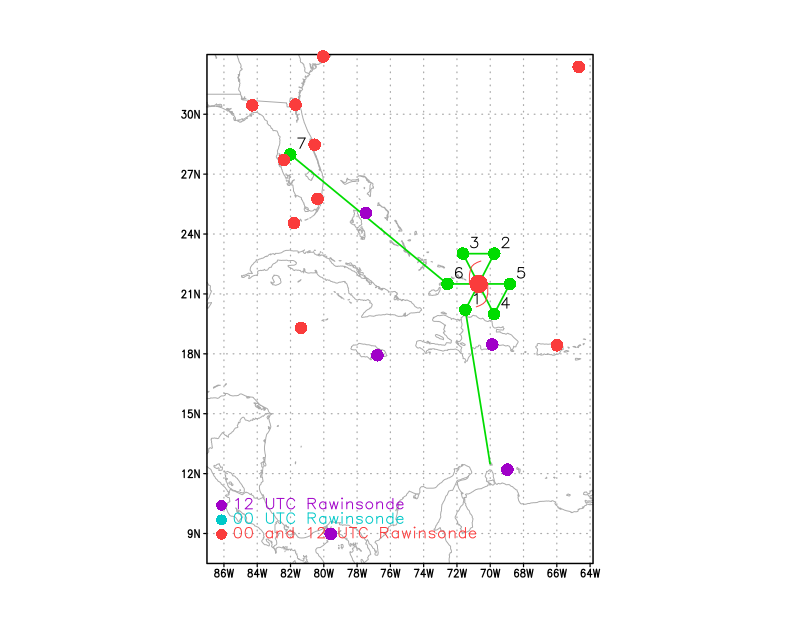 30N
7
27N
24N
3 2
6 5
21N
1 4
18N
15N
12N
12 UTC Rawinsonde
00 UTC Rawinsonde
9N
00 and 12 UTC Rawinsonde
86W 84W 82W 80W 78W 76W 74W 72W 70W 68W 66W 64W